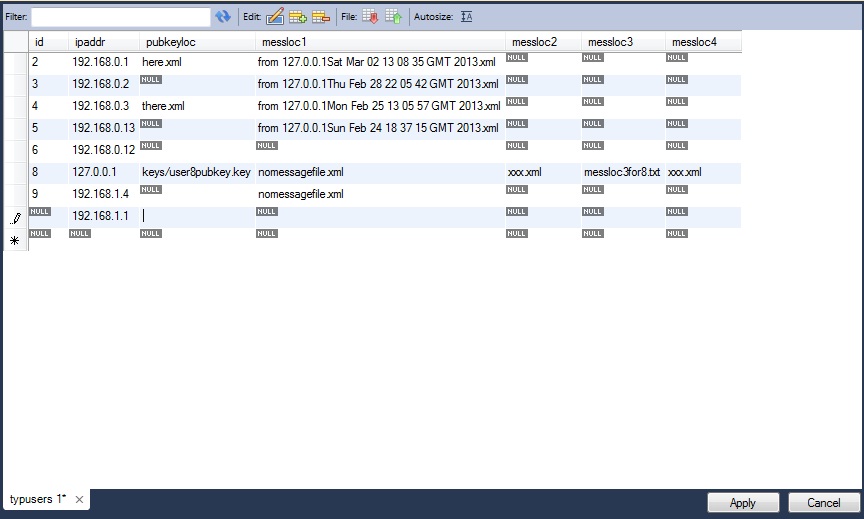 Filter: Edit: File: Autosize:
id ipaddr pubkeyloc messloc1 messloc2 messloc3 messloc4
2 192.168.0.1 here.xml from 127.0.0.1Sat Mar 02 13 08 35 GMT 2013.xml NULL NULL NULL
3 192.168.0.2 NULL from 127.0.0.1Thu Feb 28 22 05 42 GMT 2013.xml NULL NULL NULL
4 192.168.0.3 there.xml from 127.0.0.1Mon Feb 25 13 05 57 GMT 2013.xml NULL NULL NULL
5 192.168.0.13 NULL from 127.0.0.1Sun Feb 24 18 37 15 GMT 2013.xml NULL NULL NULL
6 192.168.0.12 NULL NULL NULL NULL
8 127.0.0.1 keys/user8pubkey.key nomessagefile.xml xxx.xml messloc3for8.txt xxx.xml
9 192.168.1.4 NULL nomessagefile.xml NULL NULL NULL
NULL 192.168.1.1 NULL NULL NULL NULL
NULL NULL NULL NULL NULL NULL NULL
typusers 1* Apply Cancel